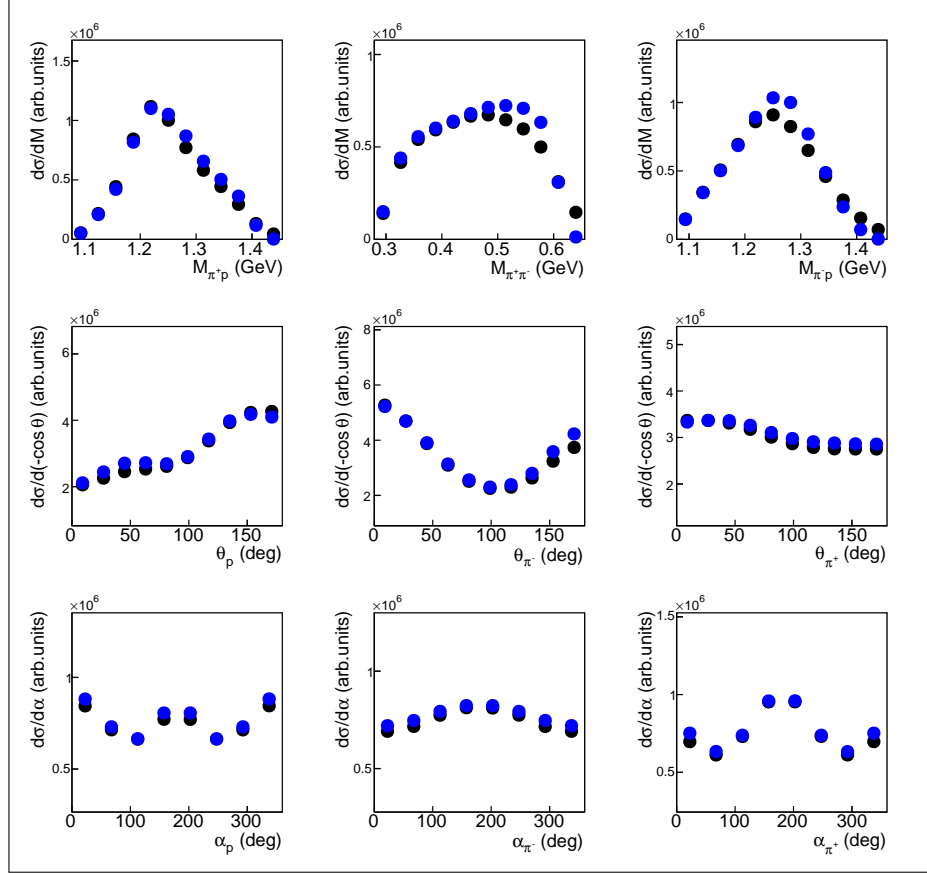 ×10⁶ ×10⁶ ×10⁶
dσ/dM (arb.units) dσ/dM (arb.units) dσ/dM (arb.units)
1.5 1 1
1 0.5 0.5
0.5
0 0 0
1.1 1.2 1.3 1.4 0.3 0.4 0.5 0.6 1.1 1.2 1.3 1.4
M_π⁺p (GeV) M_π⁺π⁻ (GeV) M_π⁻p (GeV)
×10⁶ ×10⁶ ×10⁶
dσ/d(-cos θ) (arb.units) dσ/d(-cos θ) (arb.units) dσ/d(-cos θ) (arb.units)
6 8 5
4 6 4
2 4 3
2 2
0 50 100 150 0 50 100 150 0 50 100 150
θ_p (deg) θ_π⁻ (deg) θ_π⁺ (deg)
×10⁶ ×10⁶ ×10⁶
dσ/dα (arb.units) dσ/dα (arb.units) dσ/dα (arb.units)
1 1 1.5
0.5 0.5 1
0.5
0 100 200 300 0 100 200 300 0 100 200 300
α_p (deg) α_π⁻ (deg) α_π⁺ (deg)